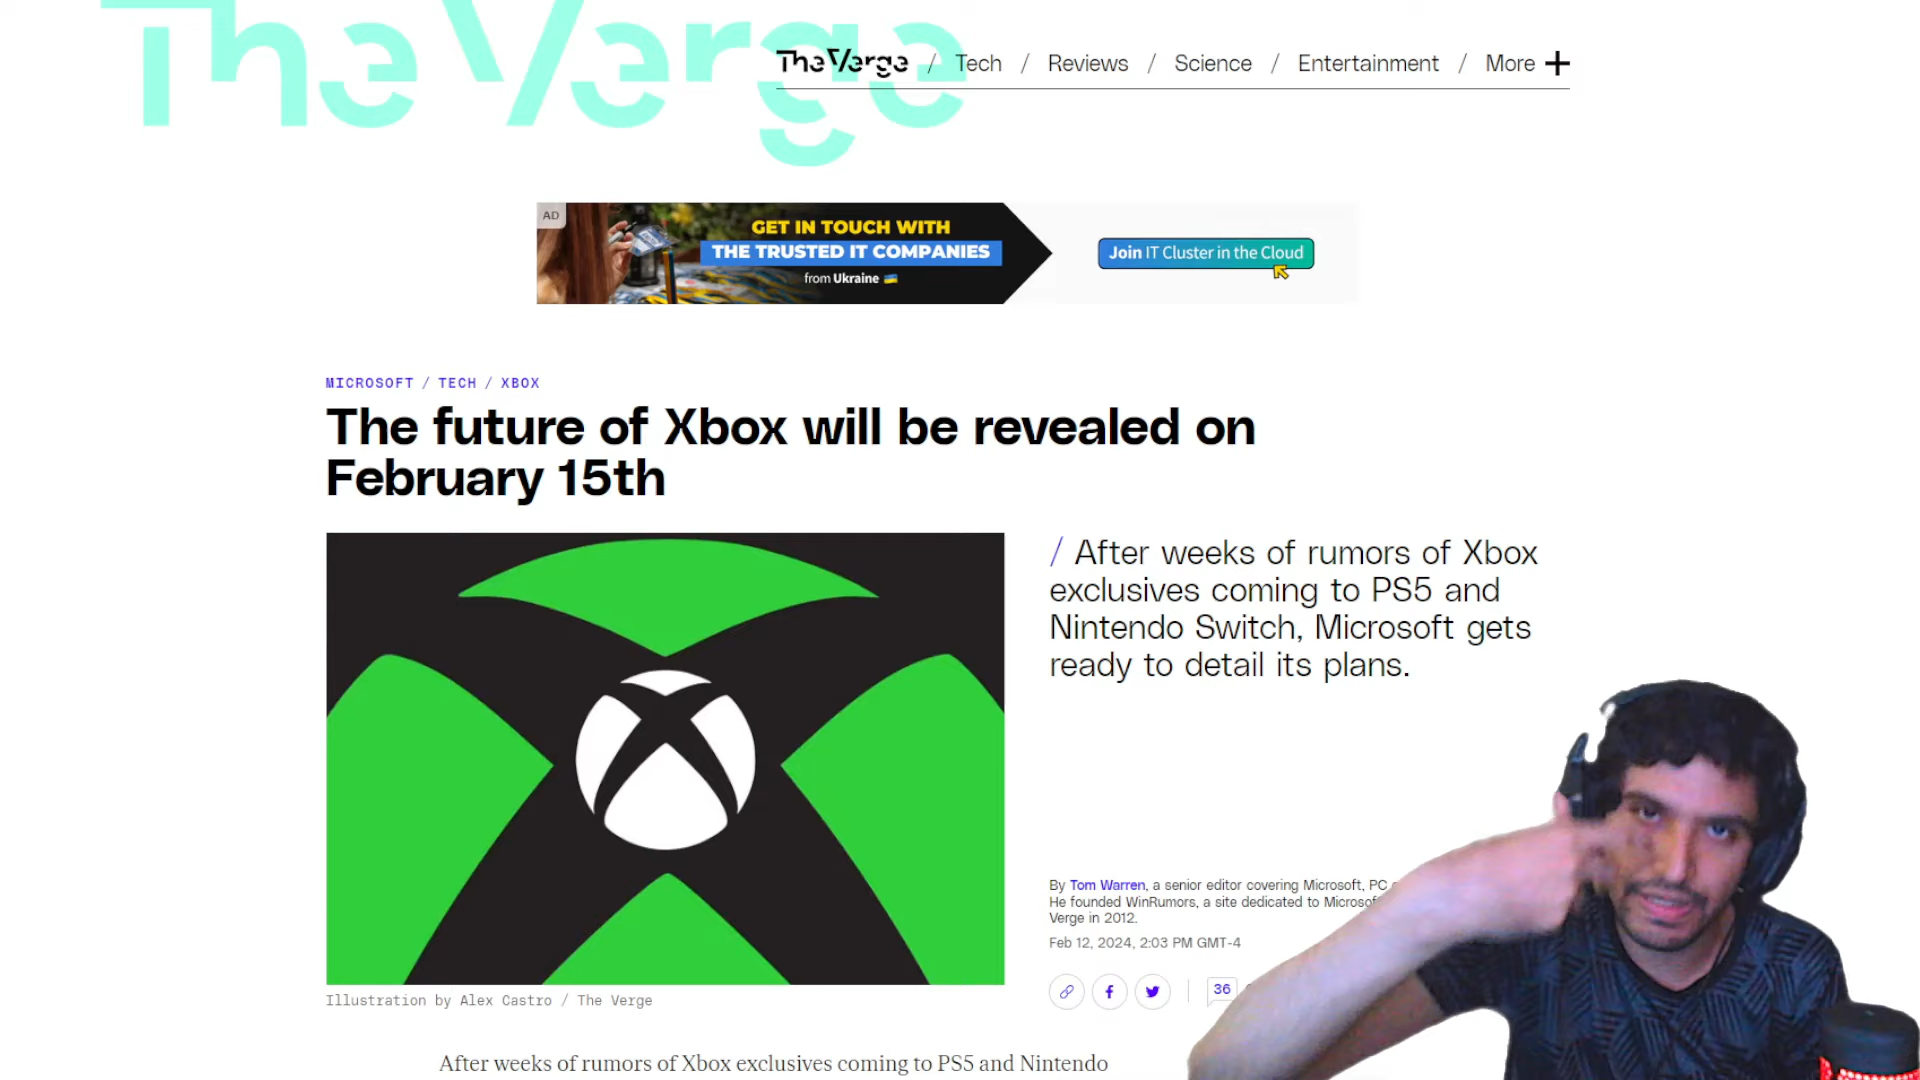 The Verge
The Verge / Tech / Reviews / Science / Entertainment / More +
AD
GET IN TOUCH WITH
THE TRUSTED IT COMPANIES
from Ukraine
Join IT Cluster in the Cloud
MICROSOFT / TECH / XBOX
The future of Xbox will be revealed on
February 15th
/ After weeks of rumors of Xbox
exclusives coming to PS5 and
Nintendo Switch, Microsoft gets
ready to detail its plans.
By Tom Warren, a senior editor covering Microsoft, PC
He founded WinRumors, a site dedicated to Microsof
Verge in 2012.
Feb 12, 2024, 2:03 PM GMT-4
36
Illustration by Alex Castro / The Verge
After weeks of rumors of Xbox exclusives coming to PS5 and Nintendo